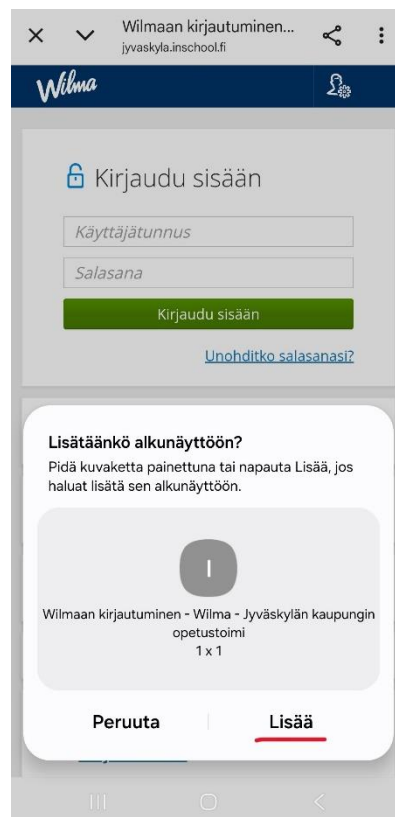 Wilmaan kirjautuminen...
jyvaskyla.inschool.fi
Wilma
Kirjaudu sisään
Käyttäjätunnus
Salasana
Kirjaudu sisään
Unohditko salasanasi?
Lisätäänkö alkunäyttöön?
Pidä kuvaketta painettuna tai napauta Lisää, jos
haluat lisätä sen alkunäyttöön.
I
Wilmaan kirjautuminen - Wilma - Jyväskylän kaupungin
opetustoimi
1 x 1
Peruuta
Lisää